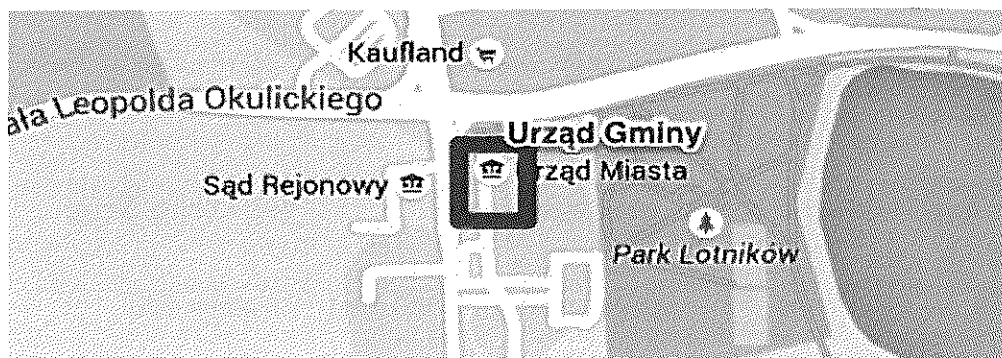 Kaufland
ała Leopolda Okulickiego
Urząd Gminy
rząd Miasta
Sąd Rejonowy
Park Lotników